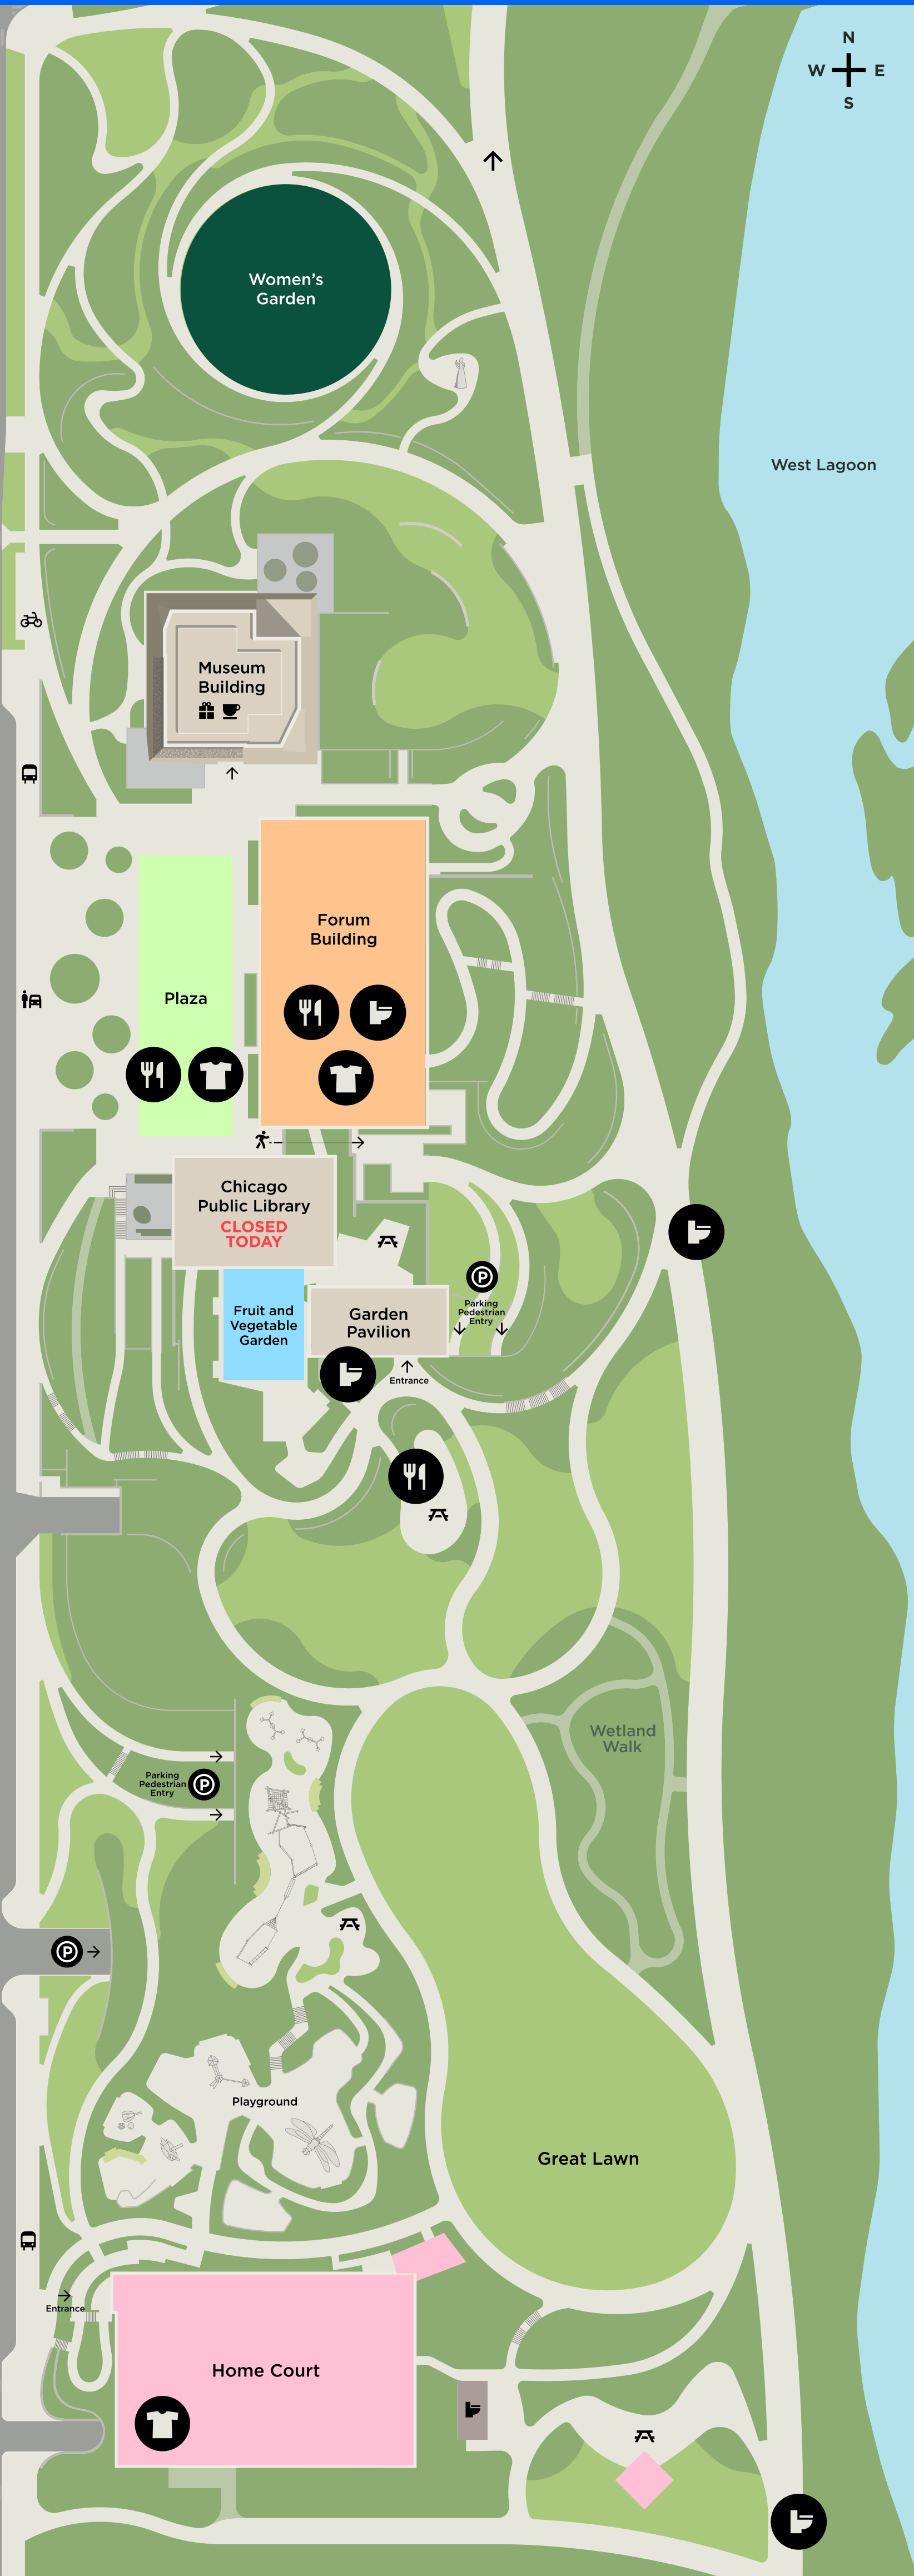 N
W E
S
Women's
Garden
West Lagoon
Museum
Building
Forum
Building
Plaza
Chicago
Public Library
CLOSED
TODAY
P
Parking
Pedestrian
Entry
Fruit and
Vegetable
Garden
Garden
Pavilion
Entrance
Wetland
Walk
Parking
Pedestrian
Entry
P
P
Playground
Great Lawn
Entrance
Home Court